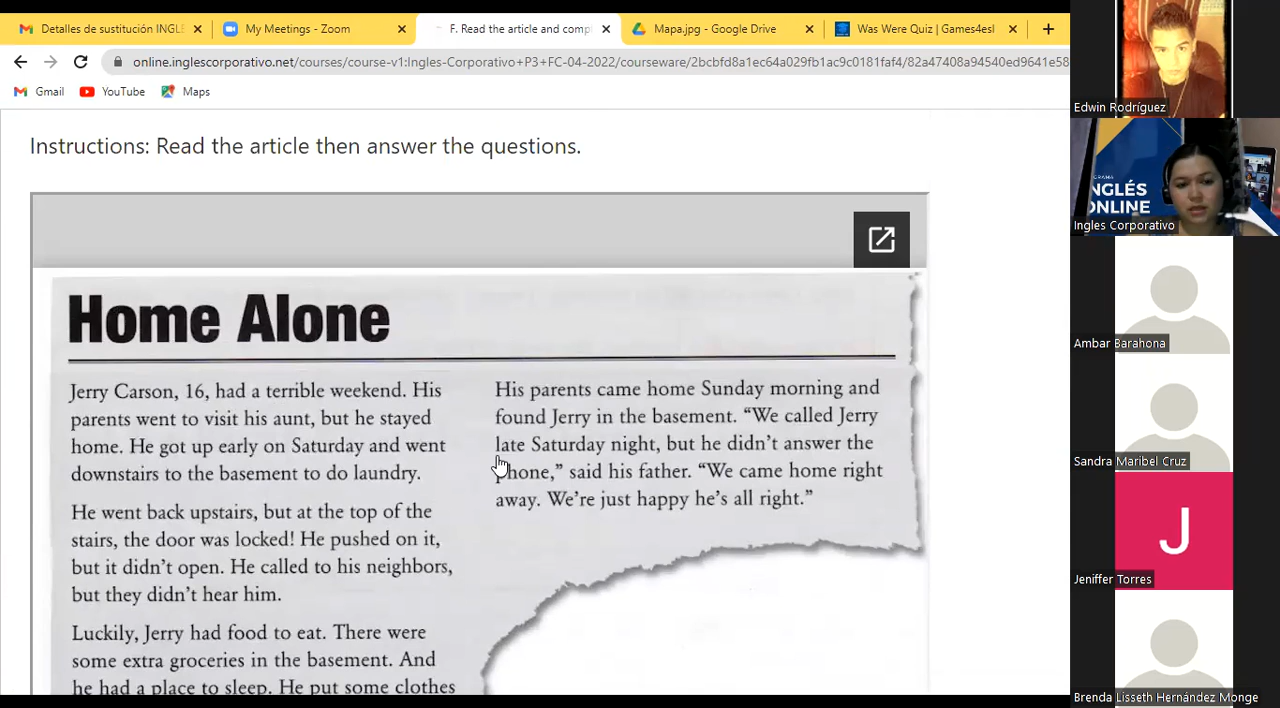 Detalles de sustitución INGLE
My Meetings - Zoom
F. Read the article and comp
Mapa.jpg - Google Drive
Was Were Quiz | Games4esl
online.inglescorporativo.net/courses/course-v1:Ingles-Corporativo+P3+FC-04-2022/courseware/2bcbfd8a1ec64a029fb1ac9c0181faf4/82a47408a94540ed9641e58
Gmail
YouTube
Maps
Instructions: Read the article then answer the questions.
Home Alone
Jerry Carson, 16, had a terrible weekend. His
parents went to visit his aunt, but he stayed
home. He got up early on Saturday and went
downstairs to the basement to do laundry.
He went back upstairs, but at the top of the
stairs, the door was locked! He pushed on it,
but it didn't open. He called to his neighbors,
but they didn't hear him.
Luckily, Jerry had food to eat. There were
some extra groceries in the basement. And
he had a place to sleep. He put some clothes
His parents came home Sunday morning and
found Jerry in the basement. “We called Jerry
late Saturday night, but he didn't answer the
phone,” said his father. “We came home right
away. We're just happy he's all right.”
Edwin Rodríguez
INGLÉS
ONLINE
Ingles Corporativo
Ambar Barahona
Sandra Maribel Cruz
J
Jeniffer Torres
Brenda Lisseth Hernández Monge